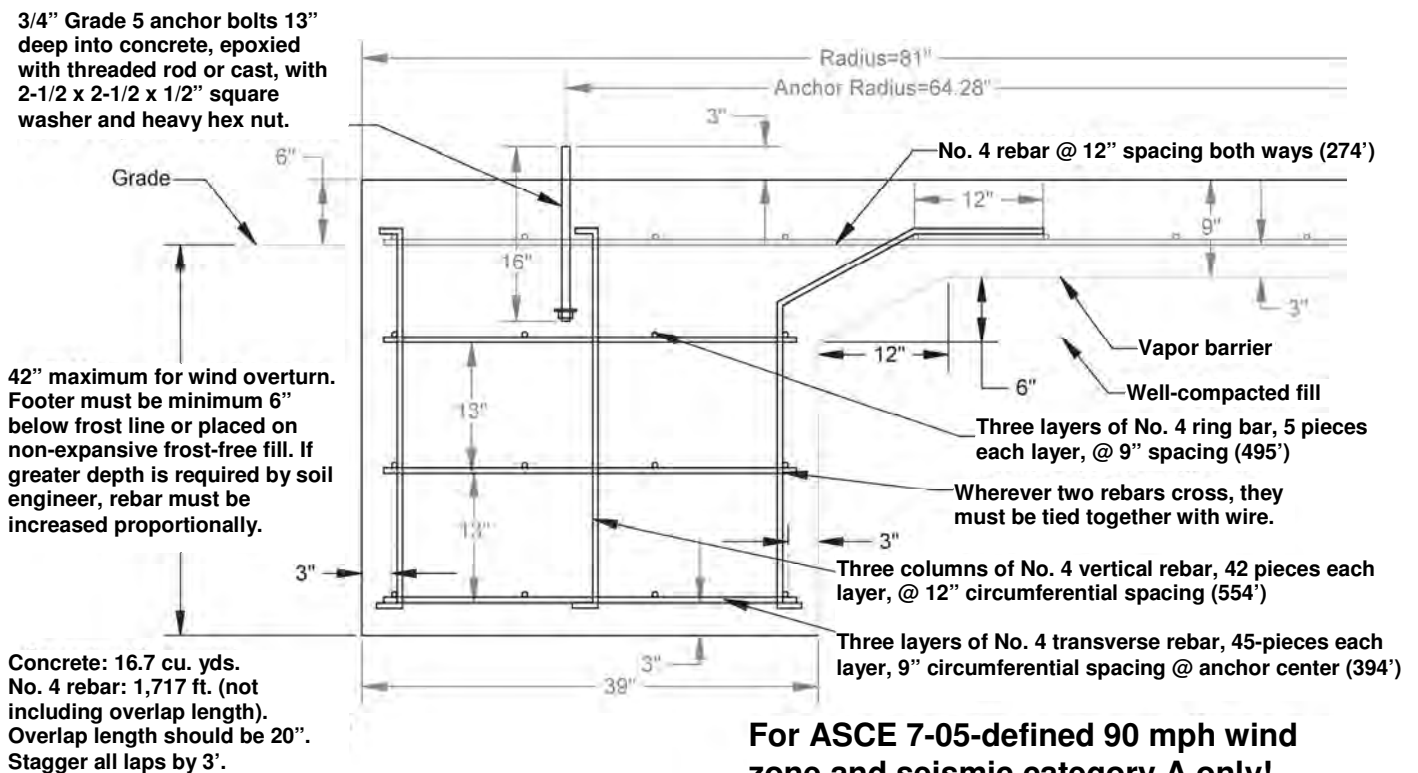 3/4” Grade 5 anchor bolts 13”
deep into concrete, epoxied
with threaded rod or cast, with
2-1/2 x 2-1/2 x 1/2” square
washer and heavy hex nut.
Radius=81"
Anchor Radius=64.28"
3"
6"
Grade
No. 4 rebar @ 12” spacing both ways (274’)
12"
9"
16"
3"
12"
6"
Vapor barrier
Well-compacted fill
42” maximum for wind overturn.
Footer must be minimum 6”
below frost line or placed on
non-expansive frost-free fill. If
greater depth is required by soil
engineer, rebar must be
increased proportionally.
13"
13"
Three layers of No. 4 ring bar, 5 pieces
each layer, @ 9” spacing (495’)
Wherever two rebars cross, they
must be tied together with wire.
3"
3"
Three columns of No. 4 vertical rebar, 42 pieces each
layer, @ 12” circumferential spacing (554’)
Three layers of No. 4 transverse rebar, 45-pieces each
layer, 9” circumferential spacing @ anchor center (394’)
3"
39"
Concrete: 16.7 cu. yds.
No. 4 rebar: 1,717 ft. (not
including overlap length).
Overlap length should be 20”.
Stagger all laps by 3’.
For ASCE 7-05-defined 90 mph wind
zone and seismic category A only!